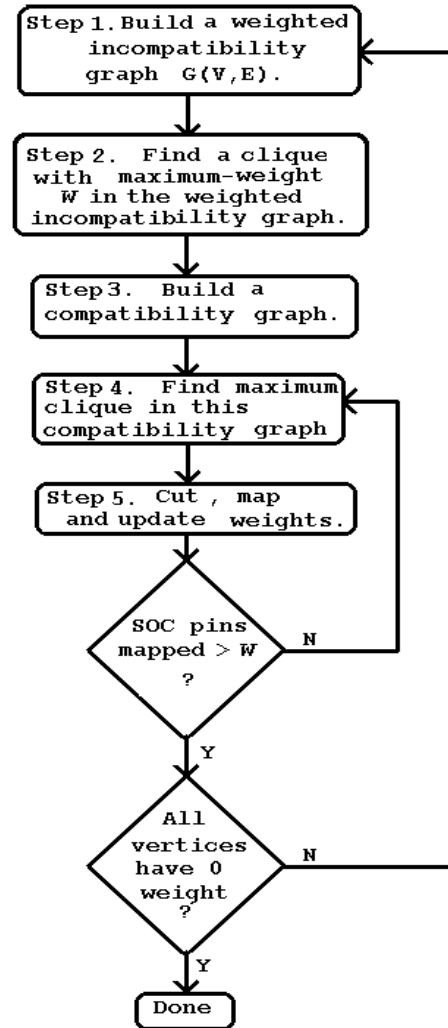 Step 1.Build a weighted
incompatibility
graph G(V,E).
Step 2. Find a clique
with maximum-weight
W in the weighted
incompatibility graph.
Step3. Build a
compatibility graph.
Step 4. Find maximum
clique in this
compatibility graph
Step 5. Cut , map
and update weights.
SOC pins
mapped > W
?
N
Y
All
vertices
have 0
weight
?
N
Y
Done